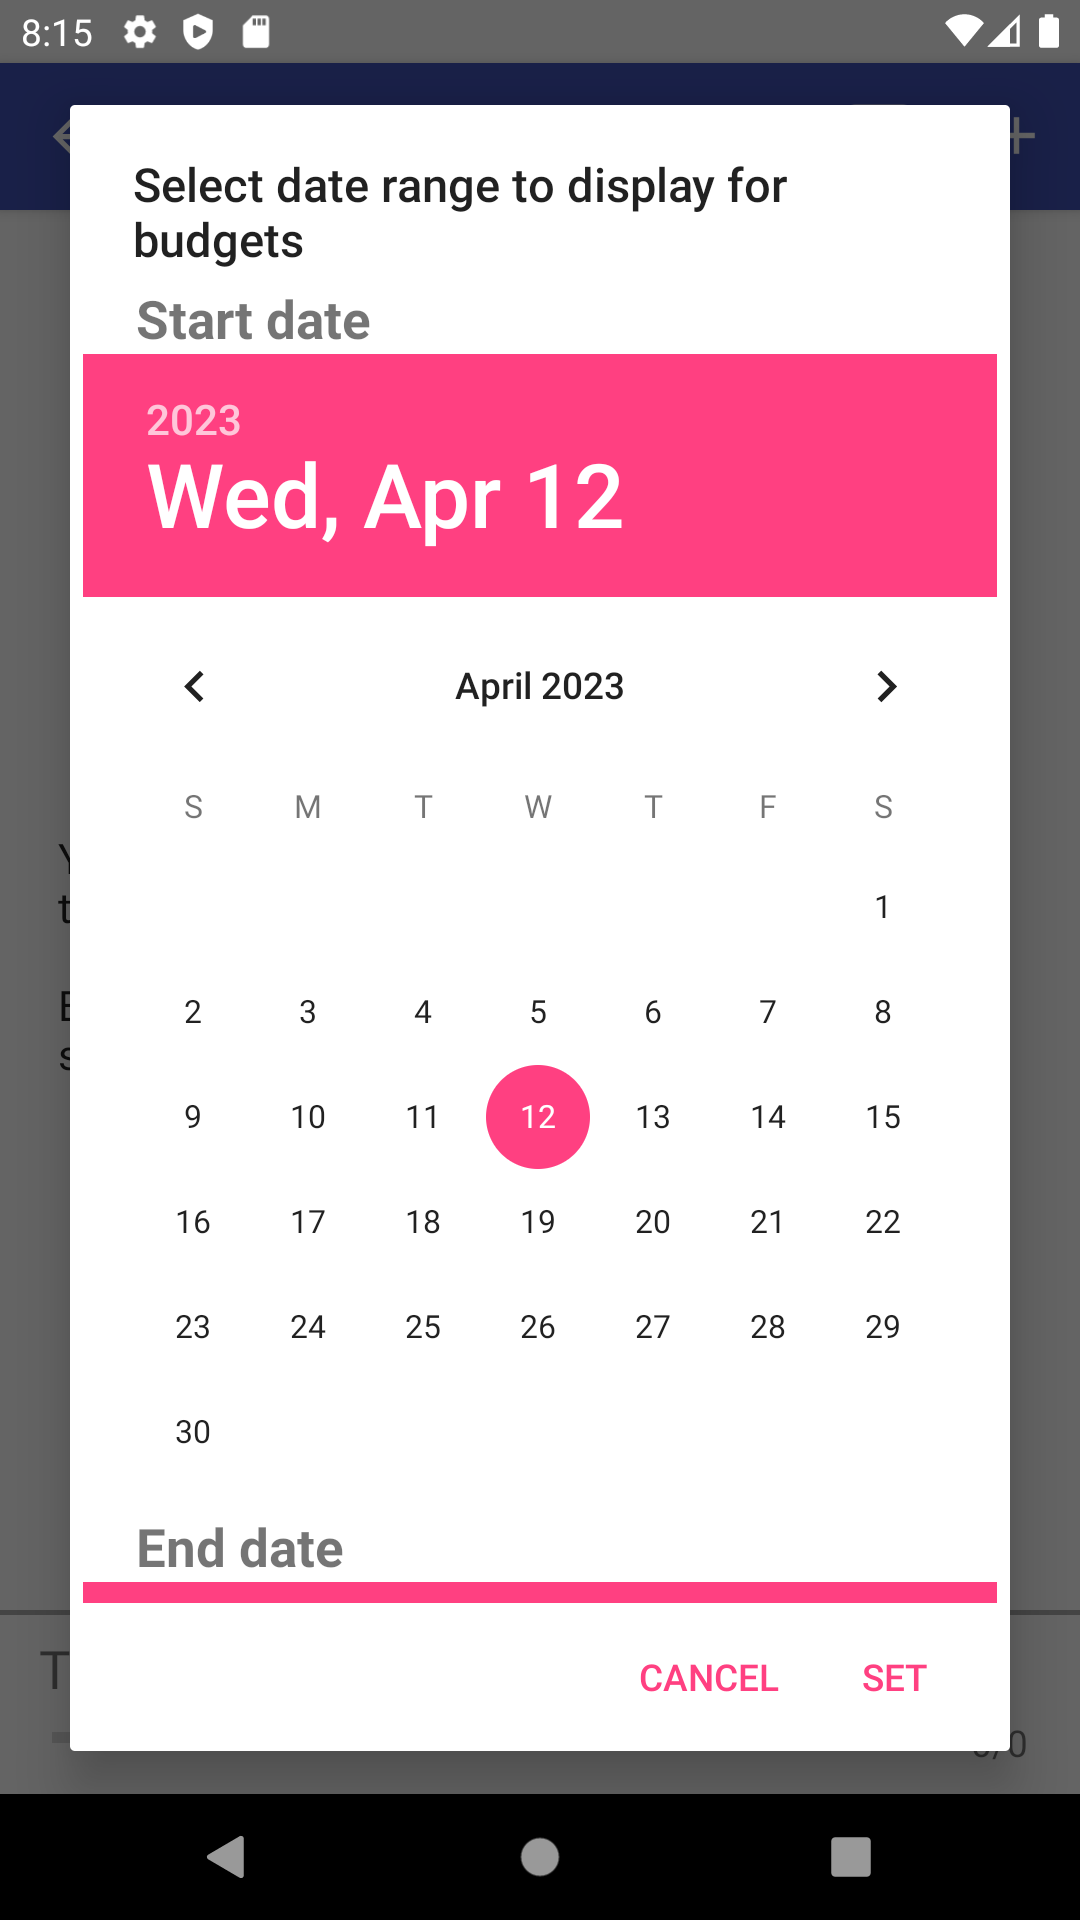 8:15
Select date range to display for
budgets
Start date
2023
Wed, Apr 12
April 2023
S M T W T F S
1
2 3 4 5 6 7 8
9 10 11 12 13 14 15
16 17 18 19 20 21 22
23 24 25 26 27 28 29
30
End date
CANCEL SET